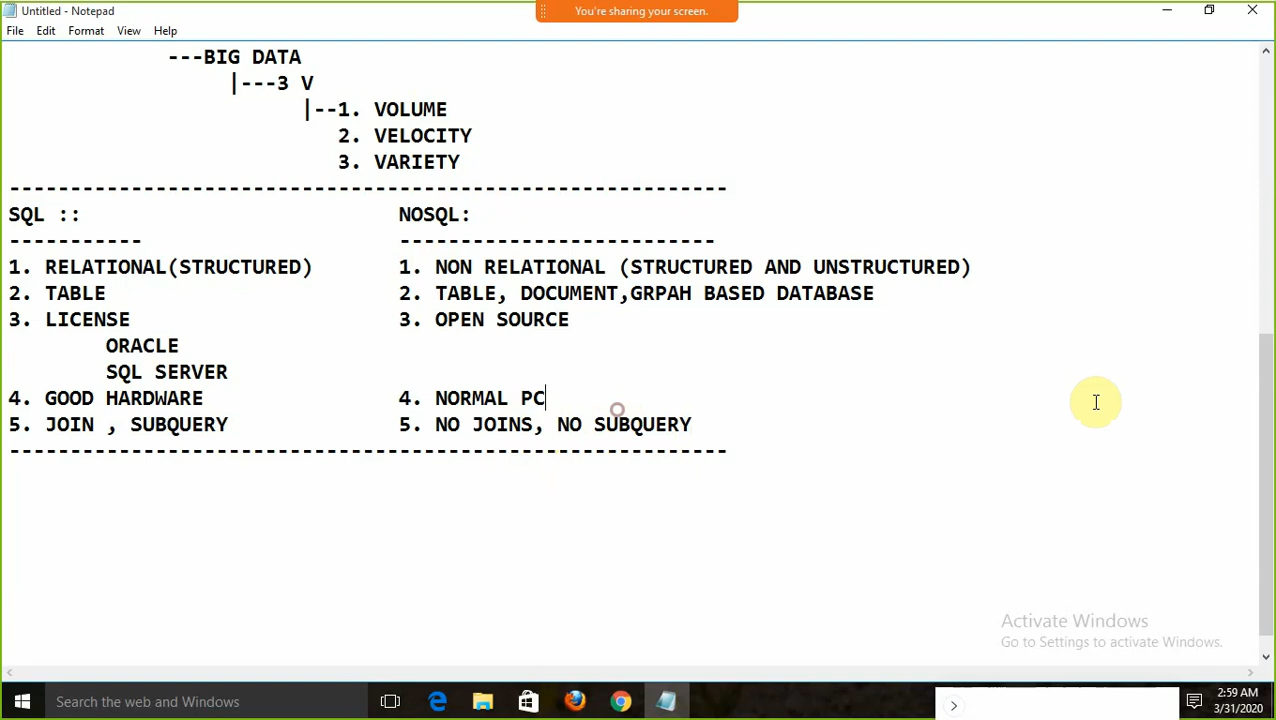 Untitled - Notepad
You're sharing your screen.
File Edit Format View Help
---BIG DATA
|---3 V
|--1. VOLUME
2. VELOCITY
3. VARIETY
-----------------------------------------------------------
SQL :: NOSQL:
----------- --------------------------
1. RELATIONAL(STRUCTURED) 1. NON RELATIONAL (STRUCTURED AND UNSTRUCTURED)
2. TABLE 2. TABLE, DOCUMENT,GRPAH BASED DATABASE
3. LICENSE 3. OPEN SOURCE
ORACLE
SQL SERVER
4. GOOD HARDWARE 4. NORMAL PC
5. JOIN , SUBQUERY 5. NO JOINS, NO SUBQUERY
-----------------------------------------------------------
Activate Windows
Go to Settings to activate Windows.
Search the web and Windows
2:59 AM
3/31/2020